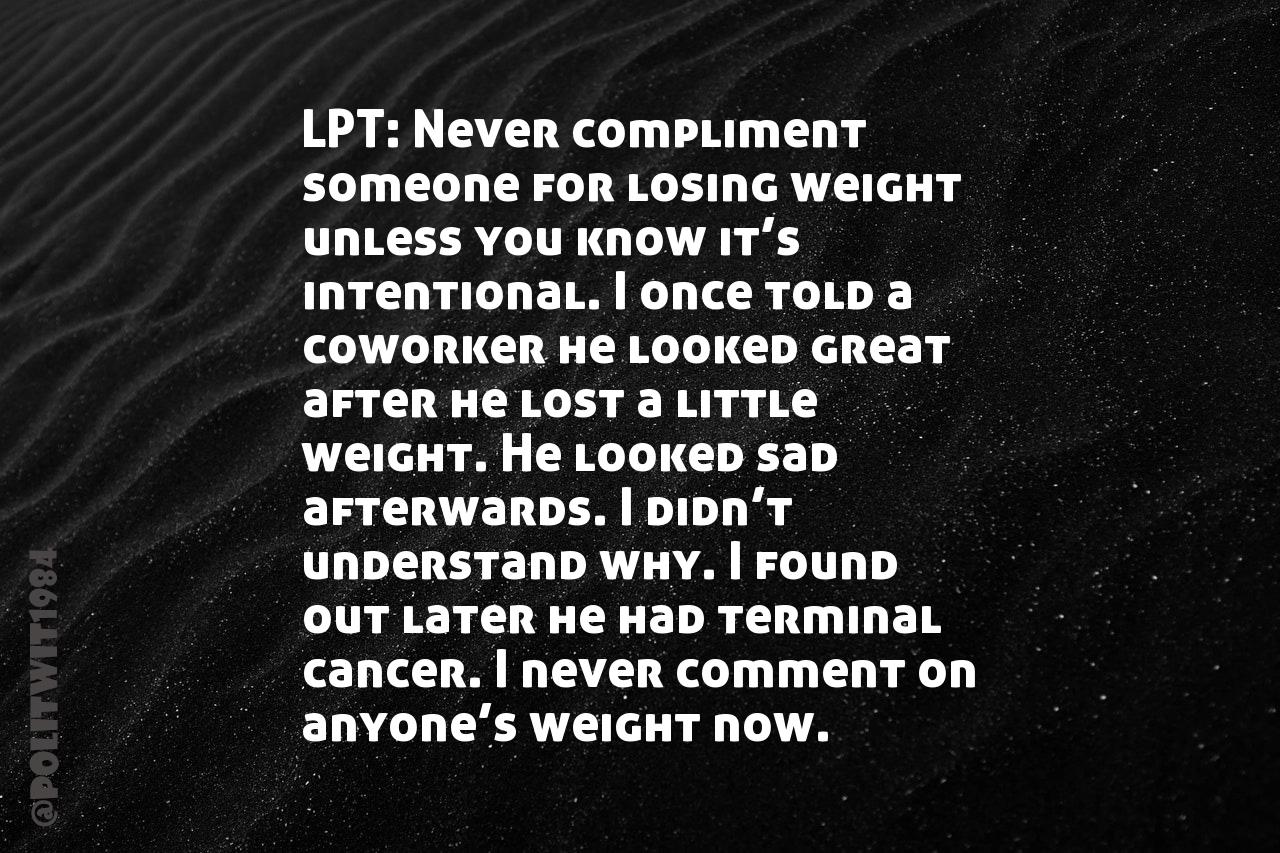 LPT: Never compliment
someone for losing weight
unless you know it's
intentional. I once told a
coworker he looked great
after he lost a little
weight. He looked sad
afterwards. I didn't
understand why. I found
out later he had terminal
cancer. I never comment on
anyone's weight now.
@POLITWIT1984